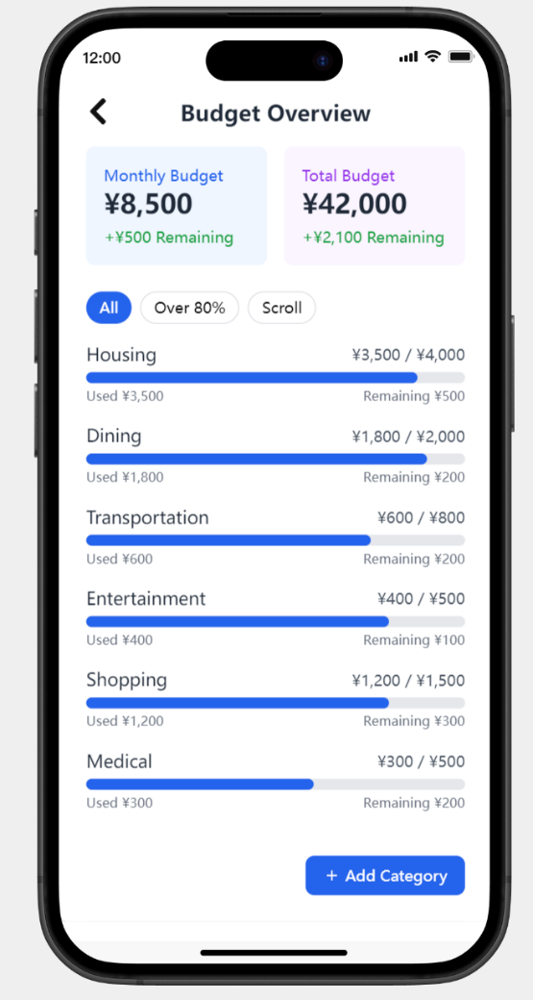 12:00
Budget Overview
Monthly Budget
¥8,500
+¥500 Remaining
Total Budget
¥42,000
+¥2,100 Remaining
All
Over 80%
Scroll
Housing
¥3,500 / ¥4,000
Used ¥3,500
Remaining ¥500
Dining
¥1,800 / ¥2,000
Used ¥1,800
Remaining ¥200
Transportation
¥600 / ¥800
Used ¥600
Remaining ¥200
Entertainment
¥400 / ¥500
Used ¥400
Remaining ¥100
Shopping
¥1,200 / ¥1,500
Used ¥1,200
Remaining ¥300
Medical
¥300 / ¥500
Used ¥300
Remaining ¥200
+ Add Category